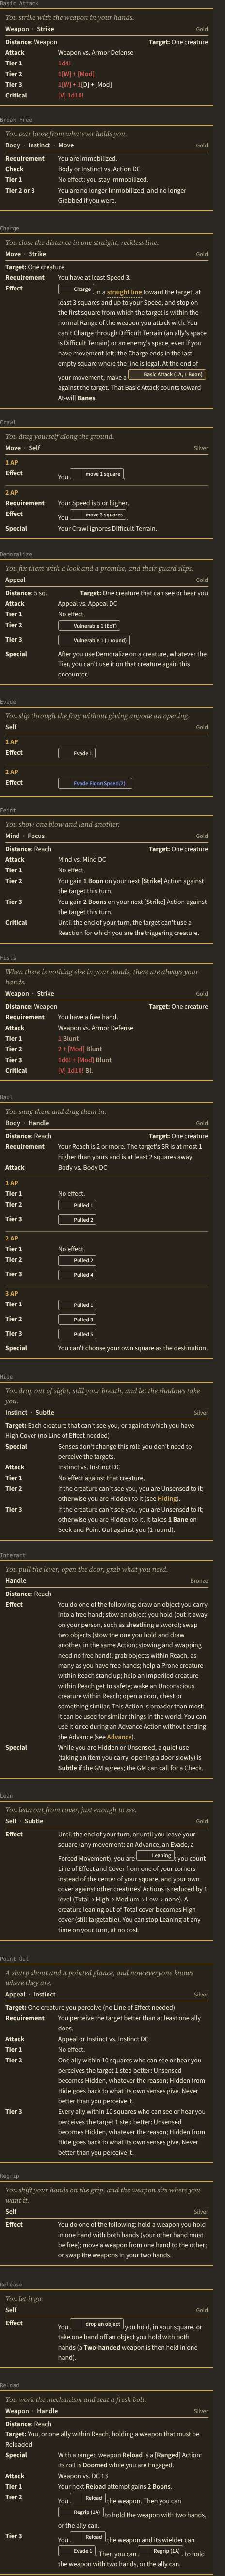 Basic Attack
You strike with the weapon in your hands.
Weapon · Strike Gold
Distance: Weapon Target: One creature
Attack Weapon vs. Armor Defense
Tier 1 1d4!
Tier 2 1[W] + [Mod]
Tier 3 1[W] + 1[D] + [Mod]
Critical [V] 1d10!
Break Free
You tear loose from whatever holds you.
Body · Instinct · Move Gold
Requirement You are Immobilized.
Check Body or Instinct vs. Action DC
Tier 1 No effect: you stay Immobilized.
Tier 2 or 3 You are no longer Immobilized, and no longer
Grabbed if you were.
Charge
You close the distance in one straight, reckless line.
Move · Strike Gold
Target: One creature
Requirement You have at least Speed 3.
Effect Charge in a straight line toward the target, at
least 3 squares and up to your Speed, and stop on
the first square from which the target is within the
normal Range of the weapon you attack with. You
can't Charge through Difficult Terrain (an ally's space
is Difficult Terrain) or an enemy's space, even if you
have movement left: the Charge ends in the last
empty square where the line is legal. At the end of
your movement, make a Basic Attack (1A, 1 Boon)
against the target. That Basic Attack counts toward
At-will Banes.
Crawl
You drag yourself along the ground.
Move · Self Silver
1 AP
Effect You move 1 square.
2 AP
Requirement Your Speed is 5 or higher.
Effect You move 3 squares.
Special Your Crawl ignores Difficult Terrain.
Demoralize
You fix them with a look and a promise, and their guard slips.
Appeal Gold
Distance: 5 sq. Target: One creature that can see or hear you
Attack Appeal vs. Appeal DC
Tier 1 No effect.
Tier 2 Vulnerable 1 (EoT)
Tier 3 Vulnerable 1 (1 round)
Special After you use Demoralize on a creature, whatever the
Tier, you can't use it on that creature again this
encounter.
Evade
You slip through the fray without giving anyone an opening.
Self Gold
1 AP
Effect Evade 1
2 AP
Effect Evade Floor(Speed/2)
Feint
You show one blow and land another.
Mind · Focus Gold
Distance: Reach Target: One creature
Attack Mind vs. Mind DC
Tier 1 No effect.
Tier 2 You gain 1 Boon on your next [Strike] Action against
the target this turn.
Tier 3 You gain 2 Boons on your next [Strike] Action against
the target this turn.
Critical Until the end of your turn, the target can't use a
Reaction for which you are the triggering creature.
Fists
When there is nothing else in your hands, there are always your
hands.
Weapon · Strike Gold
Distance: Weapon Target: One creature
Requirement You have a free hand.
Attack Weapon vs. Armor Defense
Tier 1 1 Blunt
Tier 2 2 + [Mod] Blunt
Tier 3 1d6! + [Mod] Blunt
Critical [V] 1d10! Bl.
Haul
You snag them and drag them in.
Body · Handle Gold
Distance: Reach Target: One creature
Requirement Your Reach is 2 or more. The target's SR is at most 1
higher than yours and is at least 2 squares away.
Attack Body vs. Body DC
1 AP
Tier 1 No effect.
Tier 2 Pulled 1
Tier 3 Pulled 2
2 AP
Tier 1 No effect.
Tier 2 Pulled 2
Tier 3 Pulled 4
3 AP
Tier 1 Pulled 1
Tier 2 Pulled 3
Tier 3 Pulled 5
Special You can't choose your own square as the destination.
Hide
You drop out of sight, still your breath, and let the shadows take
you.
Instinct · Subtle Silver
Target: Each creature that can't see you, or against which you have
High Cover (no Line of Effect needed)
Special Senses don't change this roll: you don't need to
perceive the targets.
Attack Instinct vs. Instinct DC
Tier 1 No effect against that creature.
Tier 2 If the creature can't see you, you are Unsensed to it;
otherwise you are Hidden to it (see Hiding).
Tier 3 If the creature can't see you, you are Unsensed to it;
otherwise you are Hidden to it. It takes 1 Bane on
Seek and Point Out against you (1 round).
Interact
You pull the lever, open the door, grab what you need.
Handle Bronze
Distance: Reach
Effect You do one of the following: draw an object you carry
into a free hand; stow an object you hold (put it away
on your person, such as sheathing a sword); swap
two objects (stow the one you hold and draw
another, in the same Action; stowing and swapping
need no free hand); grab objects within Reach, as
many as you have free hands; help a Prone creature
within Reach stand up; help an Imperiled creature
within Reach get to safety; wake an Unconscious
creature within Reach; open a door, chest or
something similar. This Action is broader than most:
it can be used for similar things in the world. You can
use it once during an Advance Action without ending
the Advance (see Advance).
Special While you are Hidden or Unsensed, a quiet use
(taking an item you carry, opening a door slowly) is
Subtle if the GM agrees; the GM can call for a Check.
Lean
You lean out from cover, just enough to see.
Self · Subtle Gold
Effect Until the end of your turn, or until you leave your
square (any movement: an Advance, an Evade, a
Forced Movement), you are Leaning: you count
Line of Effect and Cover from one of your corners
instead of the center of your square, and your own
cover against other creatures' Actions is reduced by 1
level (Total → High → Medium → Low → none). A
creature leaning out of Total cover becomes High
cover (still targetable). You can stop Leaning at any
time on your turn, at no cost.
Point Out
A sharp shout and a pointed glance, and now everyone knows
where they are.
Appeal · Instinct Silver
Target: One creature you perceive (no Line of Effect needed)
Requirement You perceive the target better than at least one ally
does.
Attack Appeal or Instinct vs. Instinct DC
Tier 1 No effect.
Tier 2 One ally within 10 squares who can see or hear you
perceives the target 1 step better: Unsensed
becomes Hidden, whatever the reason; Hidden from
Hide goes back to what its own senses give. Never
better than you perceive it.
Tier 3 Every ally within 10 squares who can see or hear you
perceives the target 1 step better: Unsensed
becomes Hidden, whatever the reason; Hidden from
Hide goes back to what its own senses give. Never
better than you perceive it.
Regrip
You shift your hands on the grip, and the weapon sits where you
want it.
Self Silver
Effect You do one of the following: hold a weapon you hold
in one hand with both hands (your other hand must
be free); move a weapon from one hand to the other;
or swap the weapons in your two hands.
Release
You let it go.
Self Gold
Effect You drop an object you hold, in your square, or
take one hand off an object you hold with both
hands (a Two-handed weapon is then held in one
hand).
Reload
You work the mechanism and seat a fresh bolt.
Weapon · Handle Silver
Distance: Reach
Target: You, or one ally within Reach, holding a weapon that must be
Reloaded
Special With a ranged weapon Reload is a [Ranged] Action:
its roll is Doomed while you are Engaged.
Attack Weapon vs. DC 13
Tier 1 Your next Reload attempt gains 2 Boons.
Tier 2 You Reload the weapon. Then you can
Regrip (1A) to hold the weapon with two hands,
or the ally can.
Tier 3 You Reload the weapon and its wielder can
Evade 1. Then you can Regrip (1A) to hold
the weapon with two hands, or the ally can.